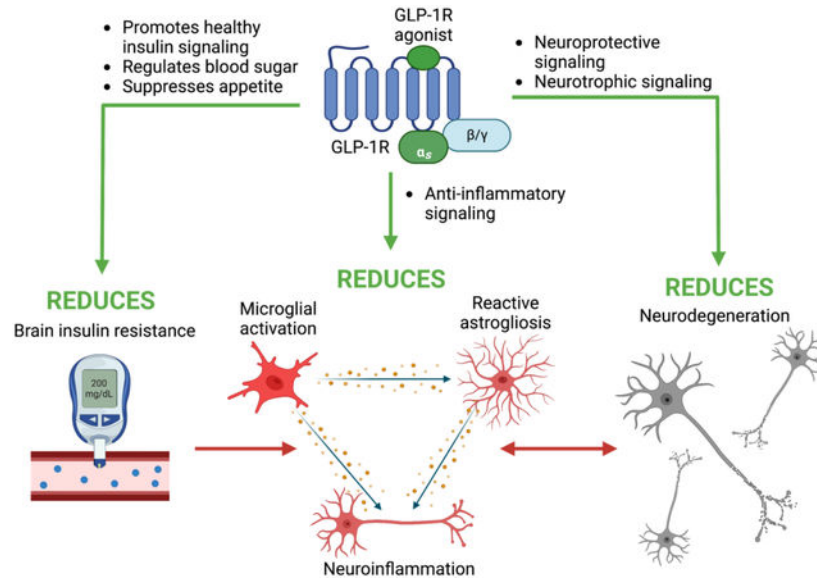 • Promotes healthy
insulin signaling
• Regulates blood sugar
• Suppresses appetite
GLP-1R
agonist
• Neuroprotective
signaling
• Neurotrophic signaling
GLP-1R
αs
β/γ
• Anti-inflammatory
signaling
REDUCES
Brain insulin resistance
200
mg/dL
REDUCES
Microglial
activation
Reactive
astrogliosis
Neuroinflammation
REDUCES
Neurodegeneration